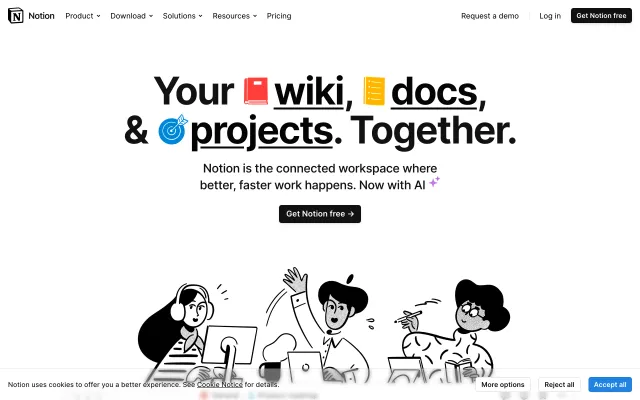 Notion Product Download Solutions Resources Pricing Request a demo Log in Get Notion free
Your wiki, docs,
& projects. Together.
Notion is the connected workspace where
better, faster work happens. Now with AI
Get Notion free →
Notion uses cookies to offer you a better experience. See Cookie Notice for details. More options Reject all Accept all